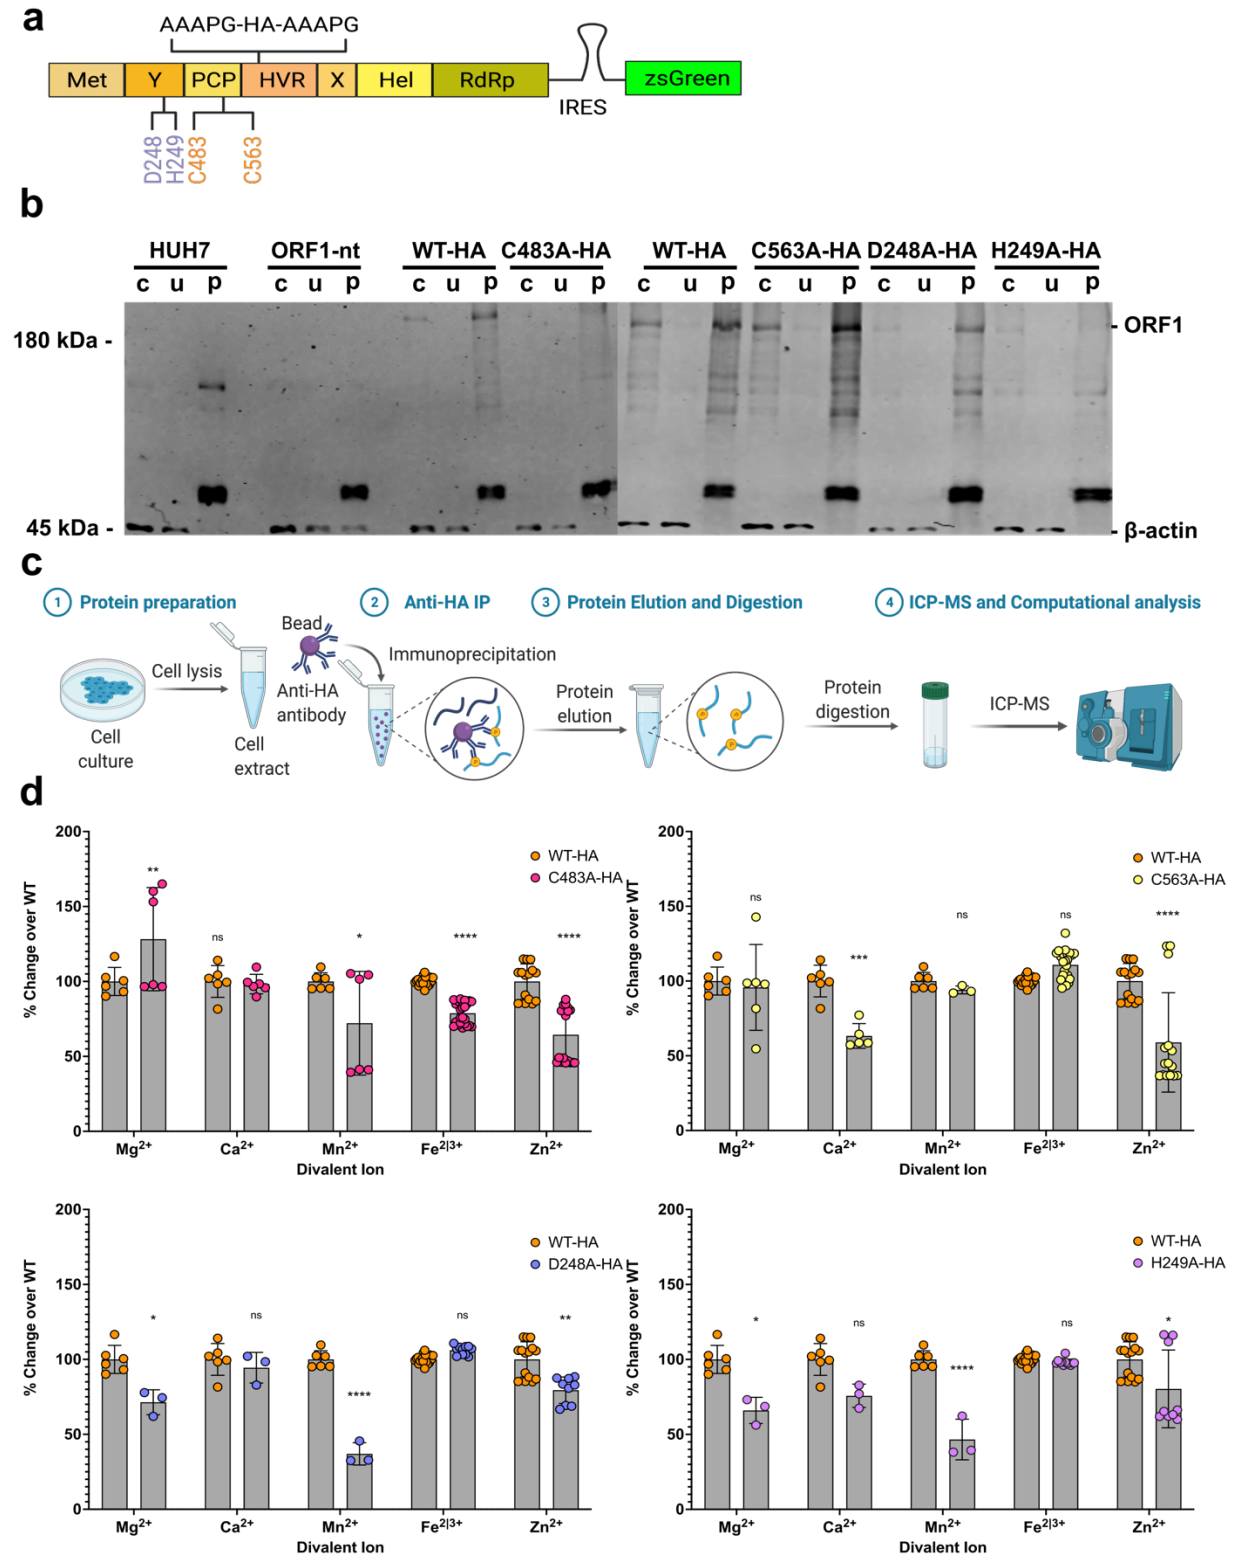 a
AAAPG-HA-AAAPG
Met Y PCP HVR X Hel RdRp IRES zsGreen
D248 H249 C483 C563
b
HUH7 ORF1-nt WT-HA C483A-HA WT-HA C563A-HA D248A-HA H249A-HA
c u p c u p c u p c u p c u p c u p c u p c u p
- ORF1
180 kDa -
45 kDa -
- β-actin
c
1 Protein preparation 2 Anti-HA IP 3 Protein Elution and Digestion 4 ICP-MS and Computational analysis
Cell lysis
Bead
Anti-HA
antibody
Immunoprecipitation
Protein
elution
Protein
digestion
ICP-MS
Cell
culture
Cell
extract
P P P P P
d
% Change over WT
200
150
100
50
0
WT-HA
C483A-HA
** ns * **** ****
Mg2+ Ca2+ Mn2+ Fe2|3+ Zn2+
Divalent Ion
% Change over WT
200
150
100
50
0
WT-HA
C563A-HA
ns *** ns ns ****
Mg2+ Ca2+ Mn2+ Fe2|3+ Zn2+
Divalent Ion
% Change over WT
200
150
100
50
0
WT-HA
D248A-HA
* ns **** ns **
Mg2+ Ca2+ Mn2+ Fe2|3+ Zn2+
Divalent Ion
% Change over WT
200
150
100
50
0
WT-HA
H249A-HA
* ns **** ns *
Mg2+ Ca2+ Mn2+ Fe2|3+ Zn2+
Divalent Ion